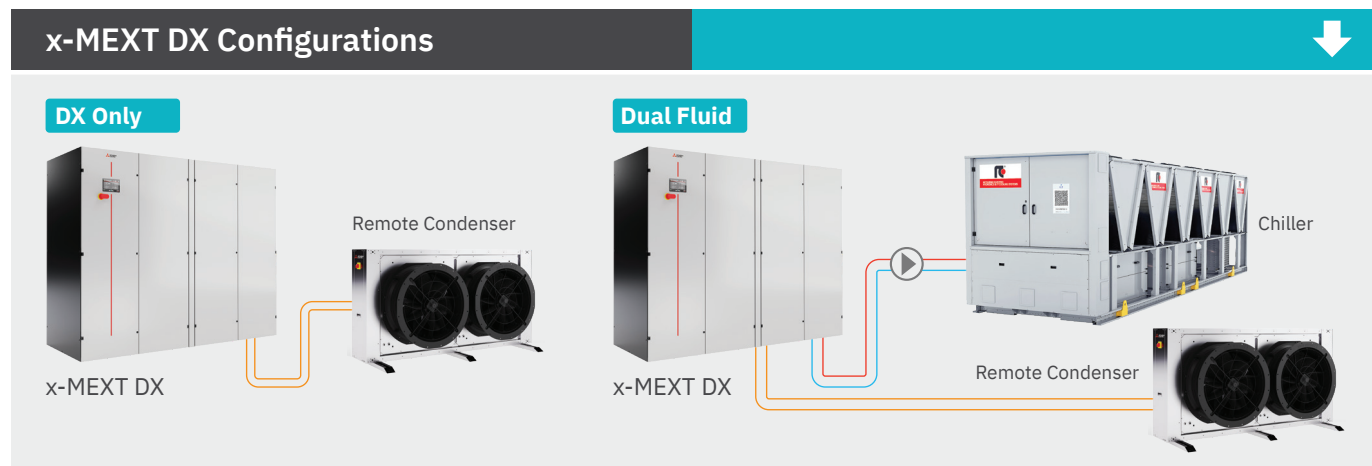 x-MEXT DX Configurations
DX Only
Remote Condenser
x-MEXT DX
Dual Fluid
Chiller
Remote Condenser
x-MEXT DX